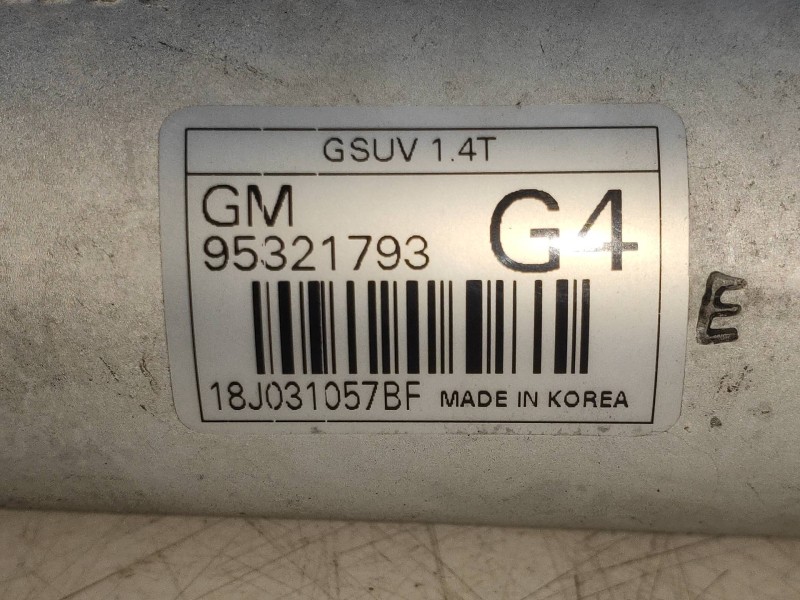 GSUV 1.4T
GM
G4
95321793
E
18J031057BF MADE IN KOREA